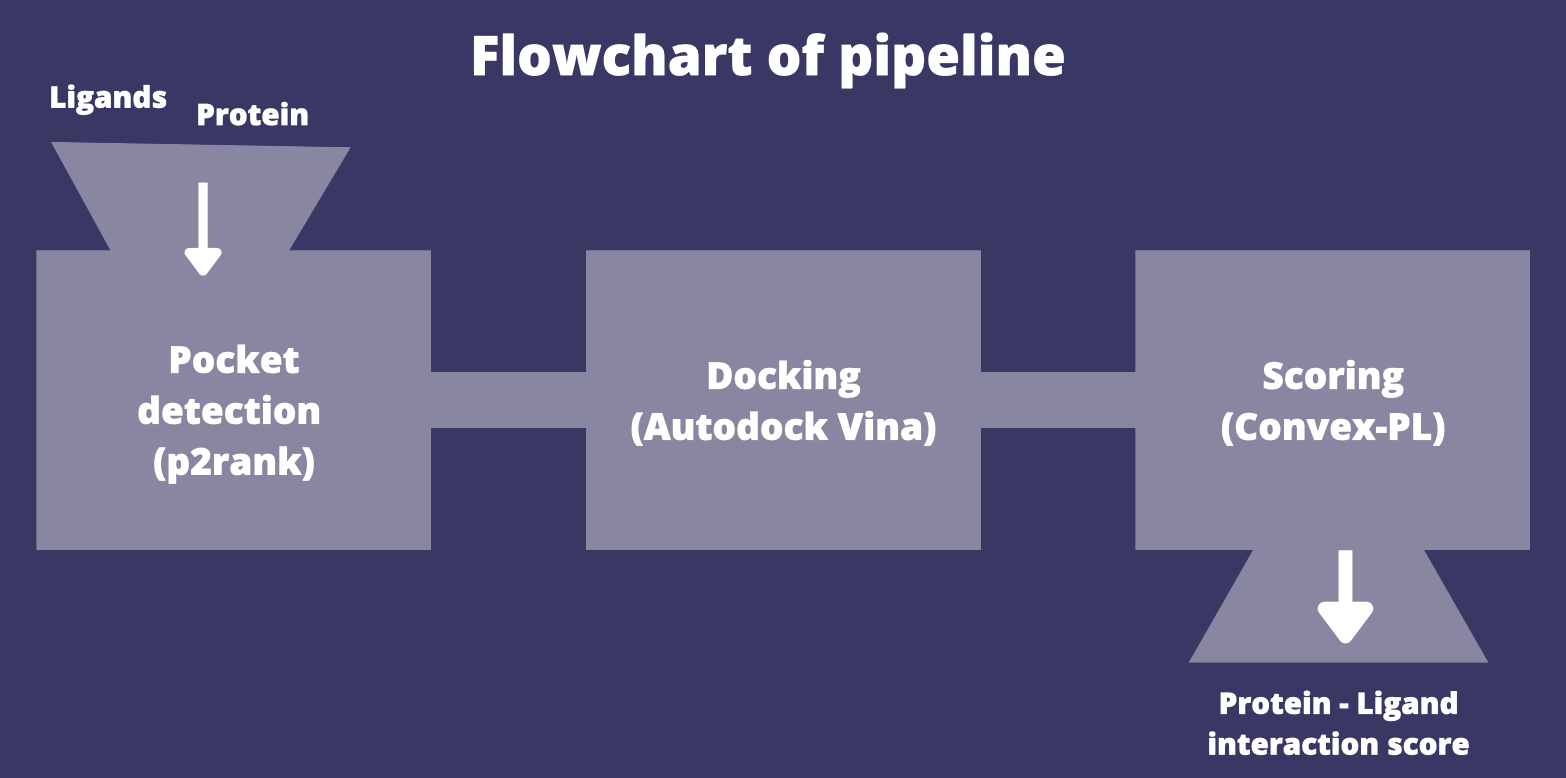 Flowchart of pipeline
Ligands
Protein
Pocket
detection
(p2rank)
Docking
(Autodock Vina)
Scoring
(Convex-PL)
Protein - Ligand
interaction score